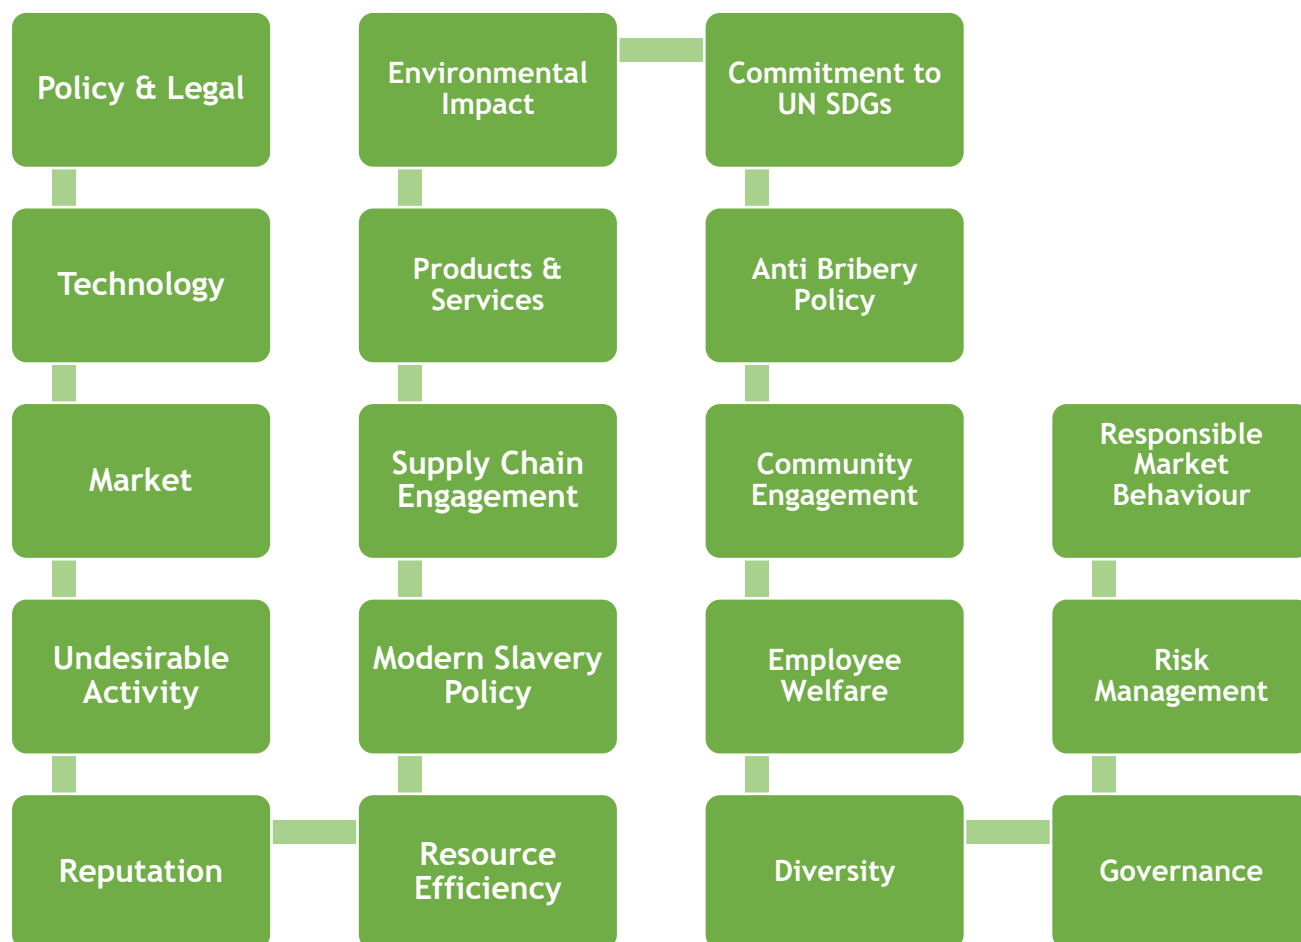 Policy & Legal
Technology
Market
Undesirable
Activity
Reputation
Resource
Efficiency
Modern Slavery
Policy
Supply Chain
Engagement
Products &
Services
Environmental
Impact
Commitment to
UN SDGs
Anti Bribery
Policy
Community
Engagement
Employee
Welfare
Diversity
Governance
Risk
Management
Responsible
Market
Behaviour